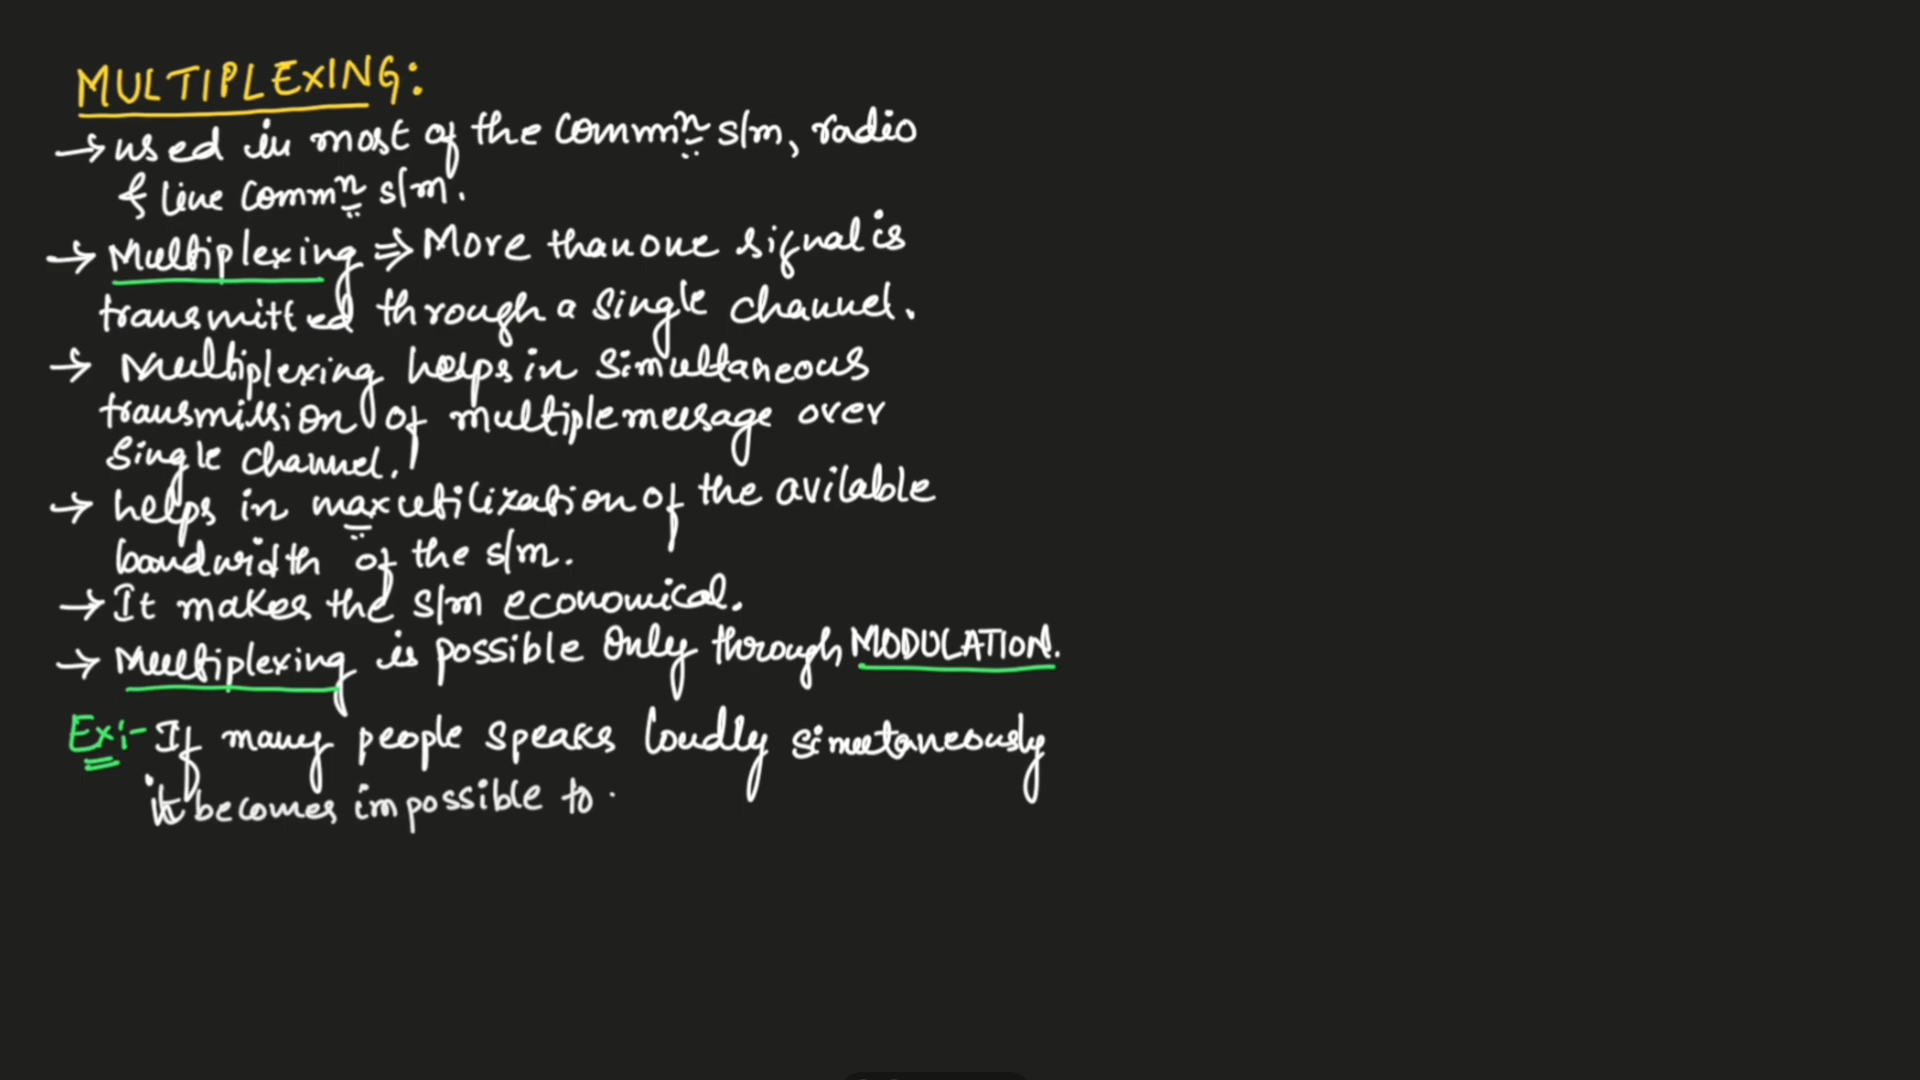 MULTIPLEXING:
→ used in most of the Commⁿ s/m, radio
& line Commⁿ s/m.
→ Multiplexing ⇒ More than one signal is
transmitted through a single channel.
→ Multiplexing helps in Simultaneous
transmission of multiple message over
Single Channel.
→ helps in max utilization of the avilable
bandwidth of the s/m.
→ It makes the s/m economical.
→ Multiplexing is possible Only through MODULATION.
Ex:- If many people speaks loudly simultaneously
it becomes impossible to